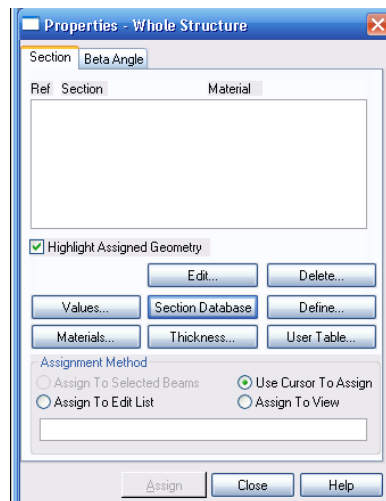 Properties - Whole Structure
Section Beta Angle
Ref Section Material
Highlight Assigned Geometry
Edit... Delete...
Values... Section Database Define...
Materials... Thickness... User Table...
Assignment Method
Assign To Selected Beams Use Cursor To Assign
Assign To Edit List Assign To View
Assign Close Help